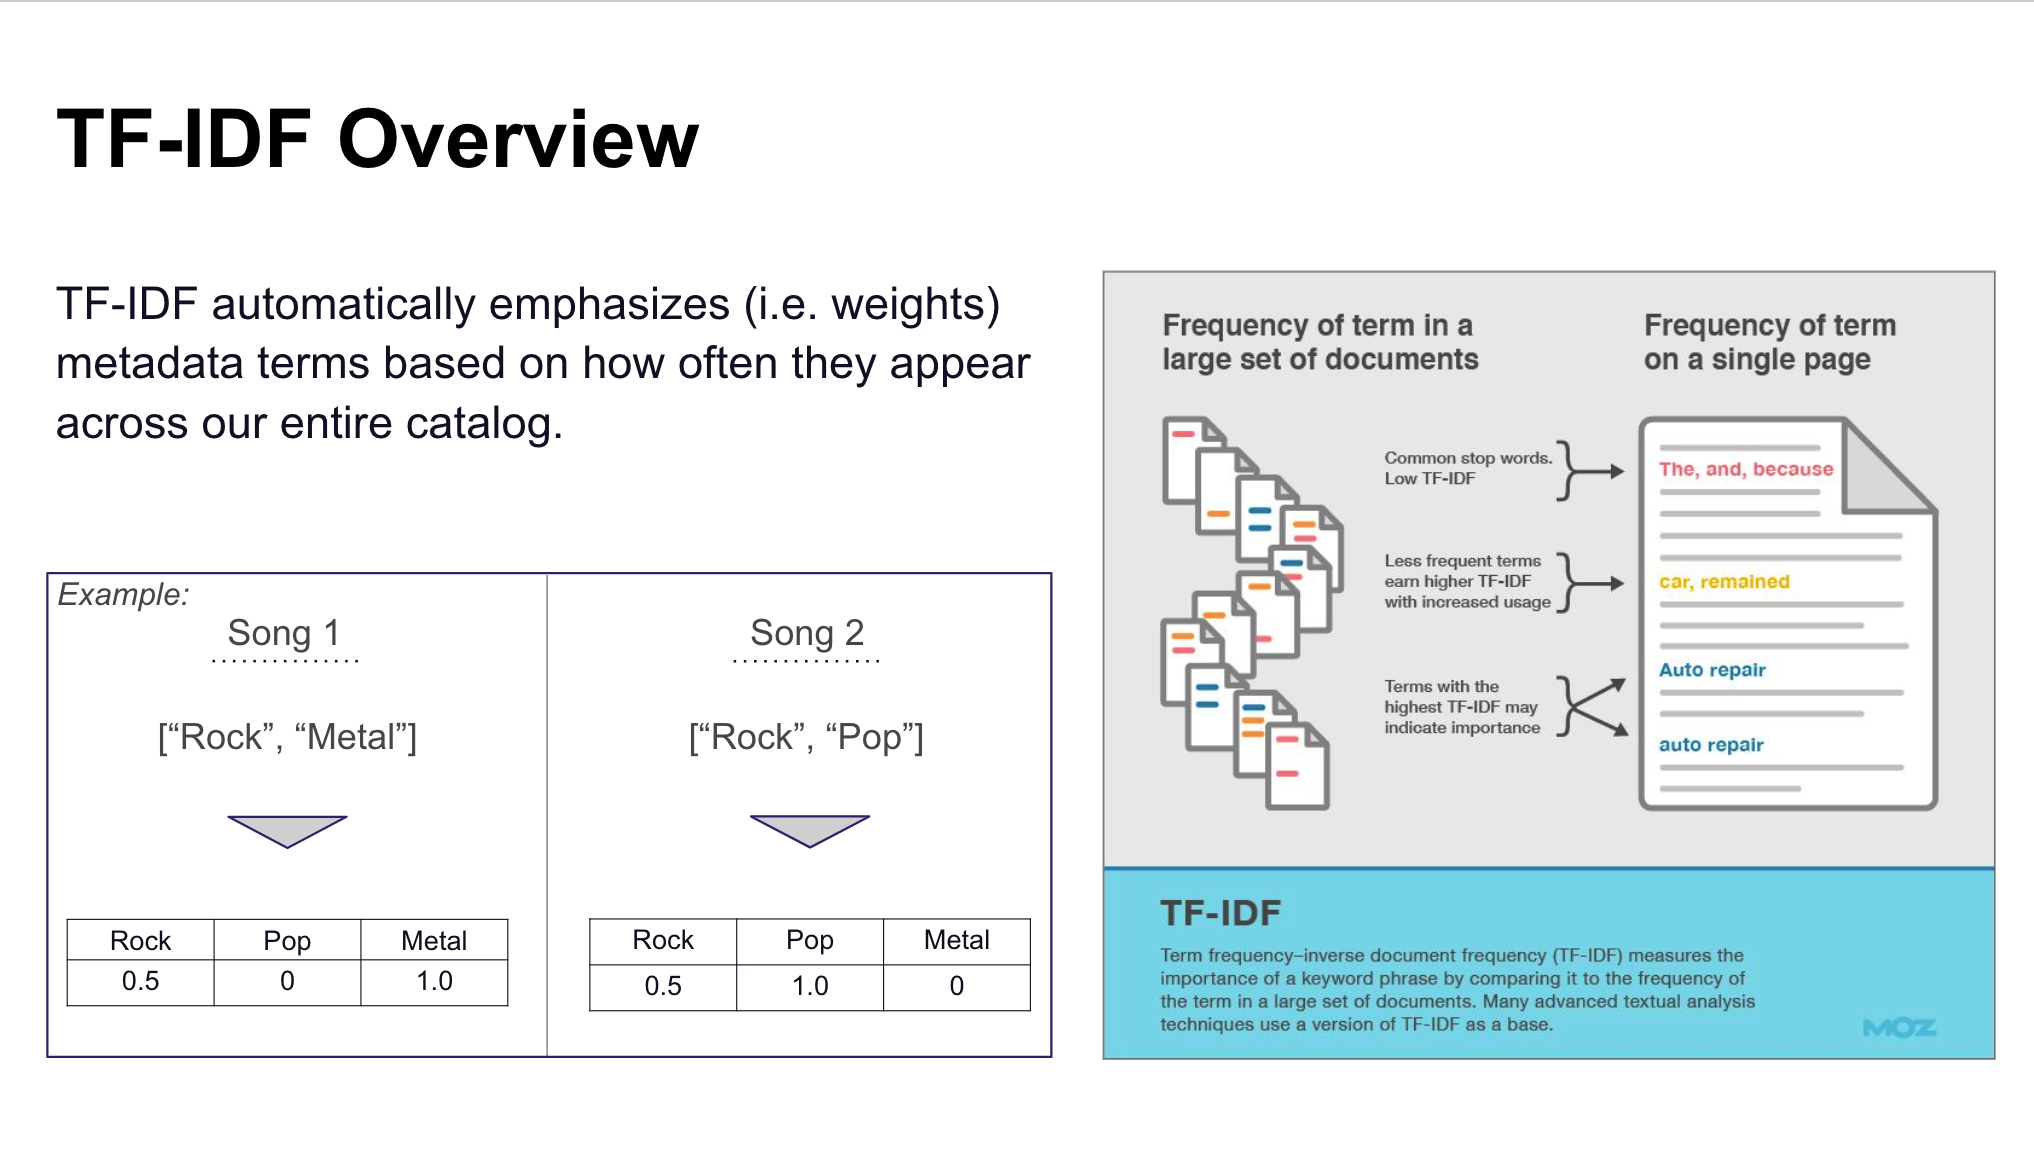 TF-IDF Overview
TF-IDF automatically emphasizes (i.e. weights)
metadata terms based on how often they appear
across our entire catalog.
Example:
Song 1
[“Rock”, “Metal”]
Rock Pop Metal
0.5 0 1.0
Song 2
[“Rock”, “Pop”]
Rock Pop Metal
0.5 1.0 0
Frequency of term in a
large set of documents
Frequency of term
on a single page
Common stop words.
Low TF-IDF
The, and, because
Less frequent terms
earn higher TF-IDF
with increased usage
car, remained
Terms with the
highest TF-IDF may
indicate importance
Auto repair
auto repair
TF-IDF
Term frequency–inverse document frequency (TF-IDF) measures the
importance of a keyword phrase by comparing it to the frequency of
the term in a large set of documents. Many advanced textual analysis
techniques use a version of TF-IDF as a base.
MOZ